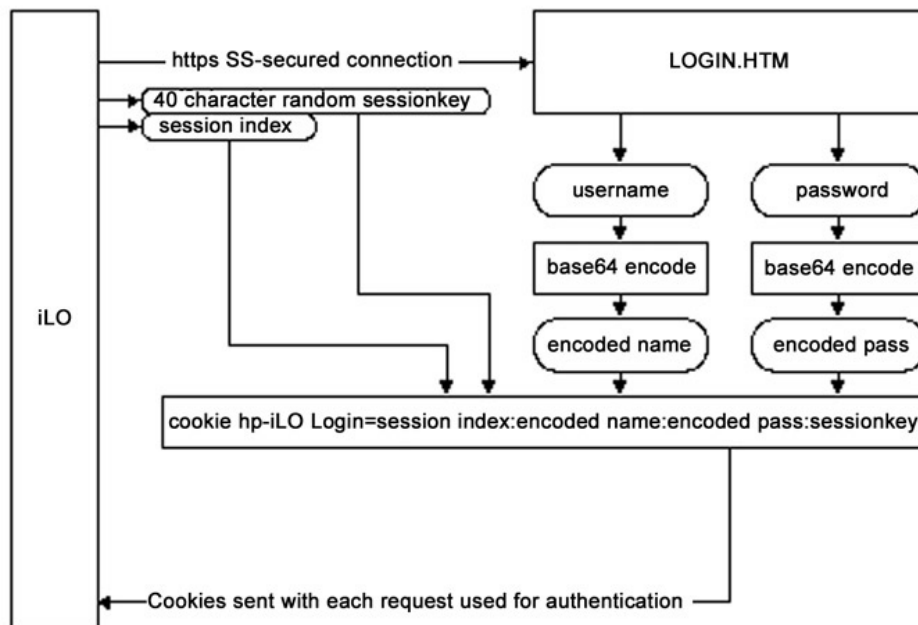 https SS-secured connection
LOGIN.HTM
40 character random sessionkey
session index
username
password
base64 encode
base64 encode
iLO
encoded name
encoded pass
cookie hp-iLO Login=session index:encoded name:encoded pass:sessionkey
Cookies sent with each request used for authentication